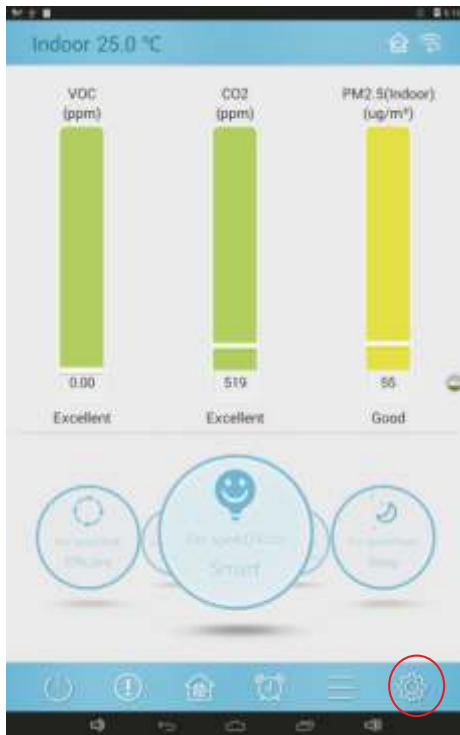 Indoor 25.0 ℃
VOC
(ppm)
CO2
(ppm)
PM2.5(Indoor)
(ug/m³)
0.00
519
55
Excellent
Excellent
Good
Smart